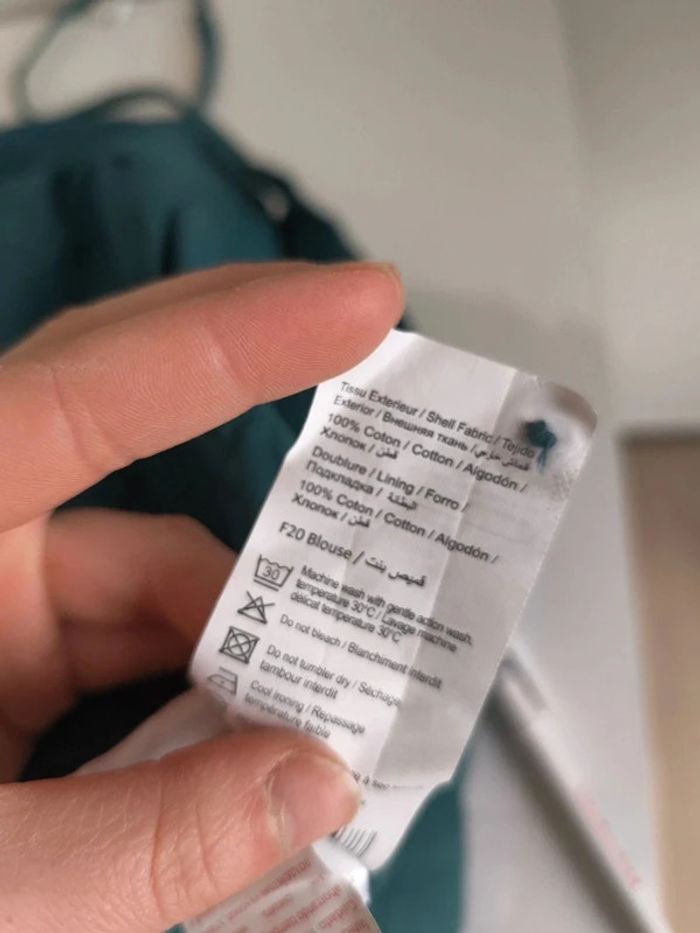 Tissu Exterieur / Shell Fabric / Tejido
Exterior / Внешняя ткань / قماش خارجي
100% Coton / Cotton / Algodón /
Хлопок / قطن
Doublure / Lining / Forro /
Подкладка / البطانة
100% Coton / Cotton / Algodón /
Хлопок / قطن
F20 Blouse / قميص بنت
30
Machine wash with gentle action wash,
temperature 30°C / Lavage machine
délicat temperature 30°C
Do not bleach / Blanchiment interdit
Do not tumbler dry / Séchage
tambour interdit
Cool ironing / Repassage
température faible